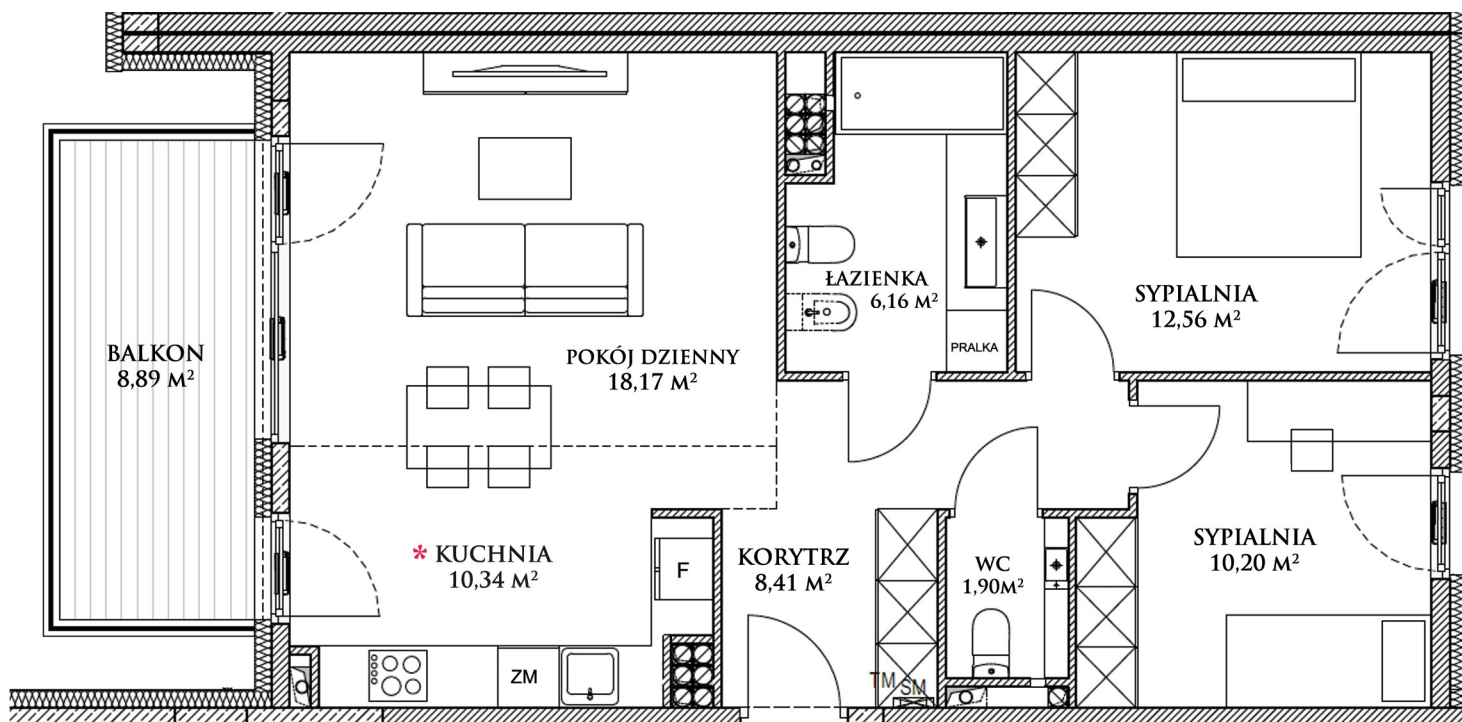 BALKON
8,89 M²
POKÓJ DZIENNY
18,17 M²
* KUCHNIA
10,34 M²
ZM
F
ŁAZIENKA
6,16 M²
PRALKA
KORYTRZ
8,41 M²
TM
SM
WC
1,90M²
SYPIALNIA
12,56 M²
SYPIALNIA
10,20 M²